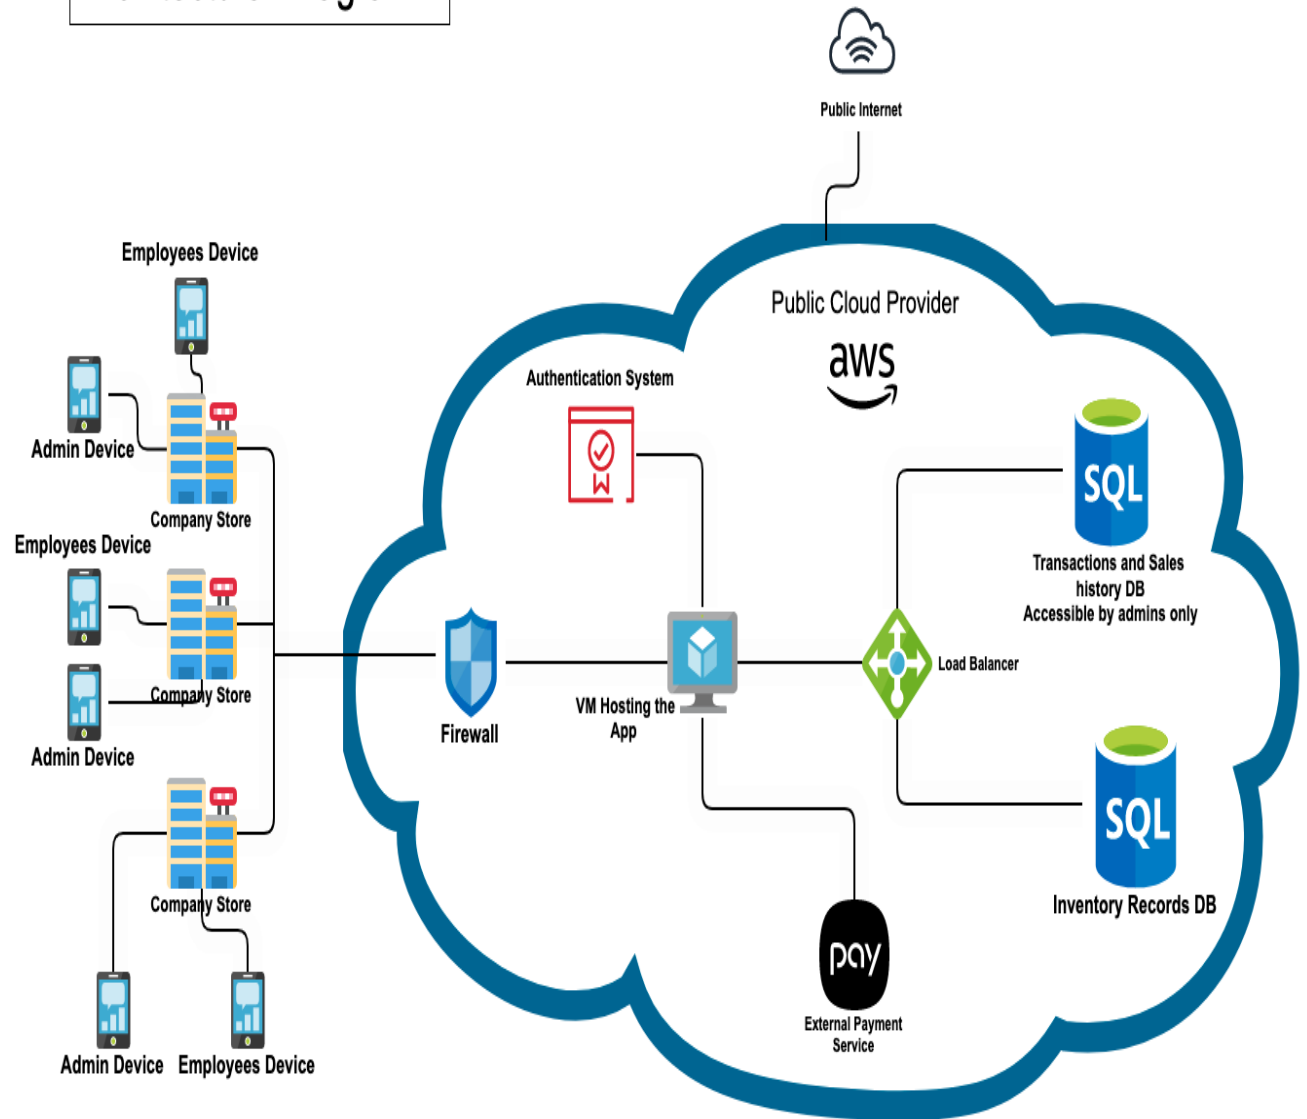 Public Internet
Employees Device
Public Cloud Provider
aws
Authentication System
Admin Device
SQL
Company Store
Employees Device
Transactions and Sales
history DB
Accessible by admins only
Load Balancer
Company Store
VM Hosting the
App
Firewall
Admin Device
SQL
Company Store
Inventory Records DB
pay
External Payment
Service
Admin Device
Employees Device